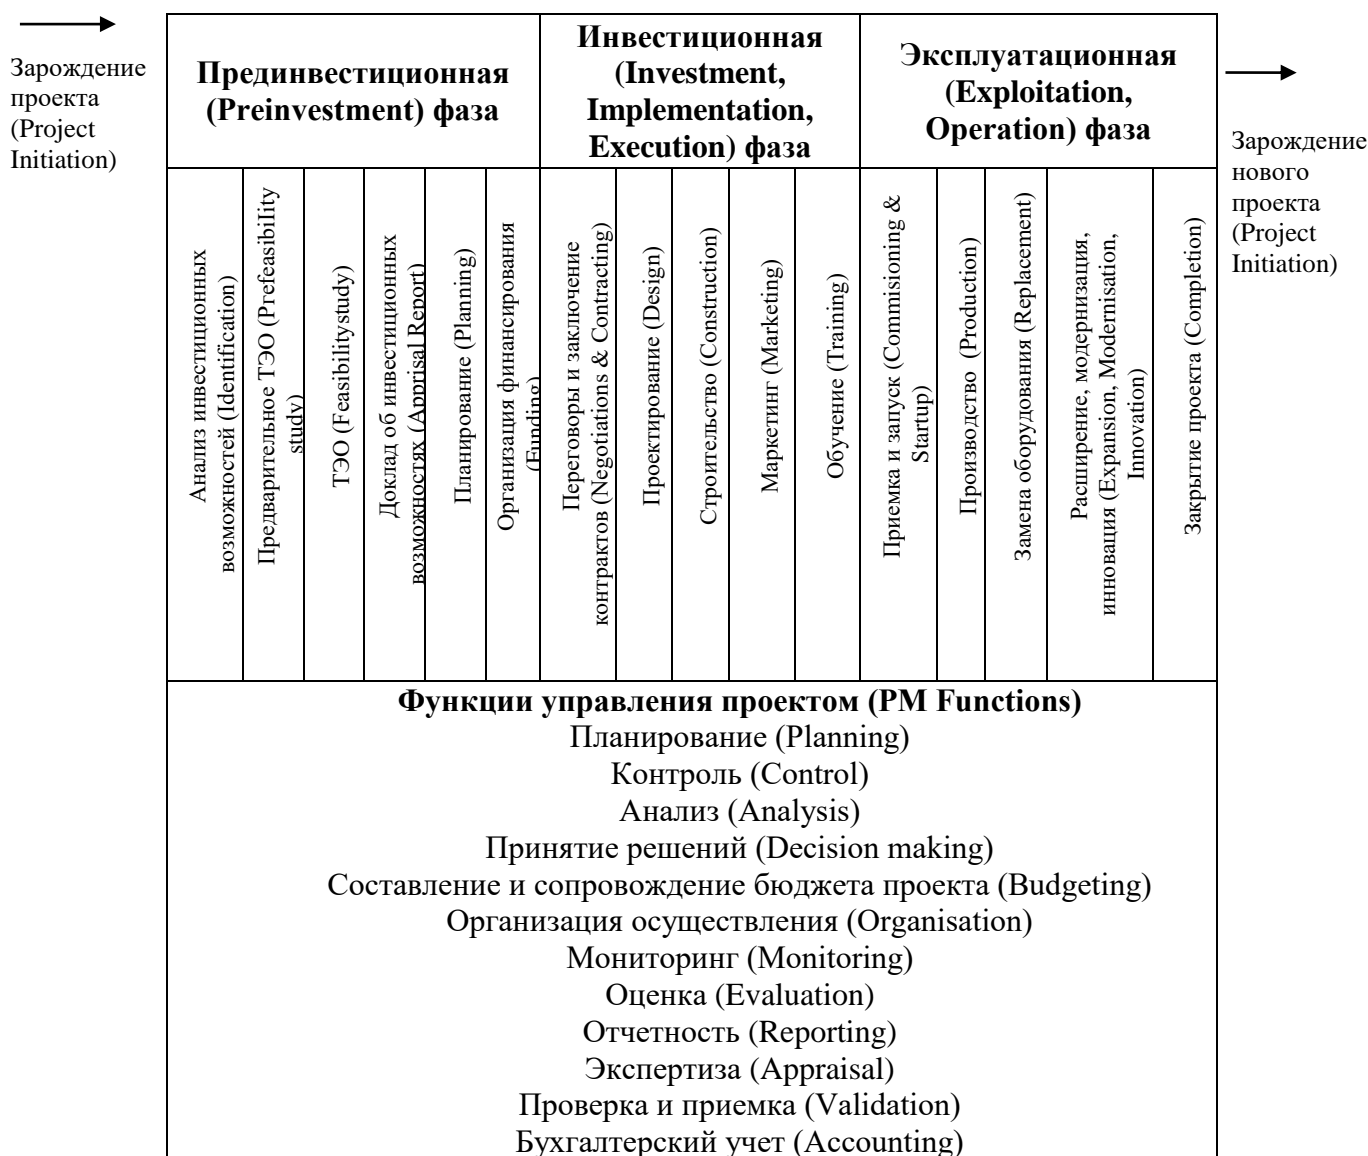 Зарождение
проекта
(Project
Initiation)
Прединвестиционная
(Preinvestment) фаза
Инвестиционная
(Investment,
Implementation,
Execution) фаза
Эксплуатационная
(Exploitation,
Operation) фаза
Зарождение
нового
проекта
(Project
Initiation)
Анализ инвестиционных
возможностей (Identification)
Предварительное ТЭО (Prefeasibility
study)
ТЭО (Feasibilitystudy)
Доклад об инвестиционных
возможностях (Aprisal Report)
Планирование (Planning)
Организация финансирования
(Funding)
Переговоры и заключение
контрактов (Negotiations & Contracting)
Проектирование (Design)
Строительство (Construction)
Маркетинг (Marketing)
Обучение (Training)
Приемка и запуск (Commisioning &
Startup)
Производство (Production)
Замена оборудования (Replacement)
Расширение, модернизация,
инновация (Expansion, Modernisation,
Innovation)
Закрытие проекта (Completion)
Функции управления проектом (PM Functions)
Планирование (Planning)
Контроль (Control)
Анализ (Analysis)
Принятие решений (Decision making)
Составление и сопровождение бюджета проекта (Budgeting)
Организация осуществления (Organisation)
Мониторинг (Monitoring)
Оценка (Evaluation)
Отчетность (Reporting)
Экспертиза (Appraisal)
Проверка и приемка (Validation)
Бухгалтерский учет (Accounting)